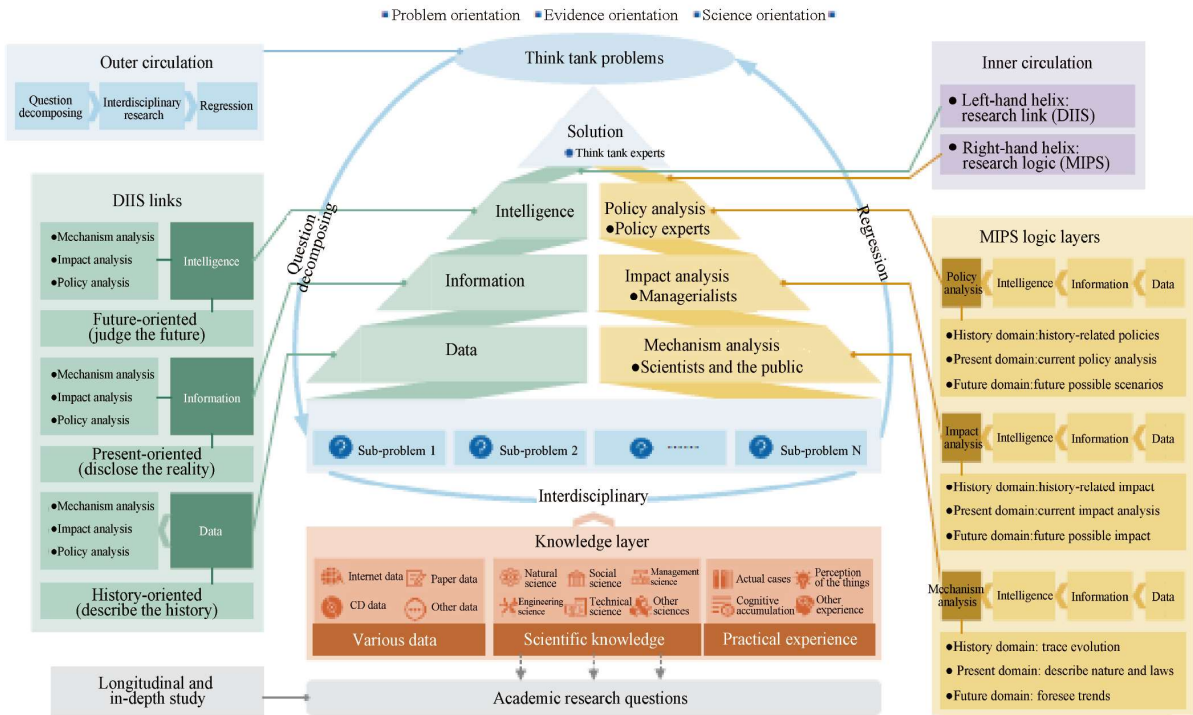 Problem orientation Evidence orientation Science orientation
Outer circulation
Question
decomposing
Interdisciplinary
research
Regression
Think tank problems
Inner circulation
● Left-hand helix:
research link (DIIS)
● Right-hand helix:
research logic (MIPS)
Solution
Think tank experts
Question
decomposing
Regression
Intelligence
Information
Data
Policy analysis
●Policy experts
Impact analysis
●Managerialists
Mechanism analysis
●Scientists and the public
Sub-problem 1
Sub-problem 2
......
Sub-problem N
Interdisciplinary
DIIS links
●Mechanism analysis
●Impact analysis
●Policy analysis
Intelligence
Future-oriented
(judge the future)
●Mechanism analysis
●Impact analysis
●Policy analysis
Information
Present-oriented
(disclose the reality)
●Mechanism analysis
●Impact analysis
●Policy analysis
Data
History-oriented
(describe the history)
MIPS logic layers
Policy
analysis
Intelligence
Information
Data
●History domain:history-related policies
●Present domain:current policy analysis
●Future domain:future possible scenarios
Impact
analysis
Intelligence
Information
Data
●History domain:history-related impact
●Present domain:current impact analysis
●Future domain:future possible impact
Mechanism
analysis
Intelligence
Information
Data
●History domain: trace evolution
● Present domain: describe nature and laws
●Future domain: foresee trends
Knowledge layer
Internet data
Paper data
CD data
Other data
Various data
Natural
science
Social
science
Management
science
Engineering
science
Technical
science
Other
sciences
Scientific knowledge
Actual cases
Perception
of the things
Cognitive
accumulation
Other
experience
Practical experience
Longitudinal and
in-depth study
Academic research questions